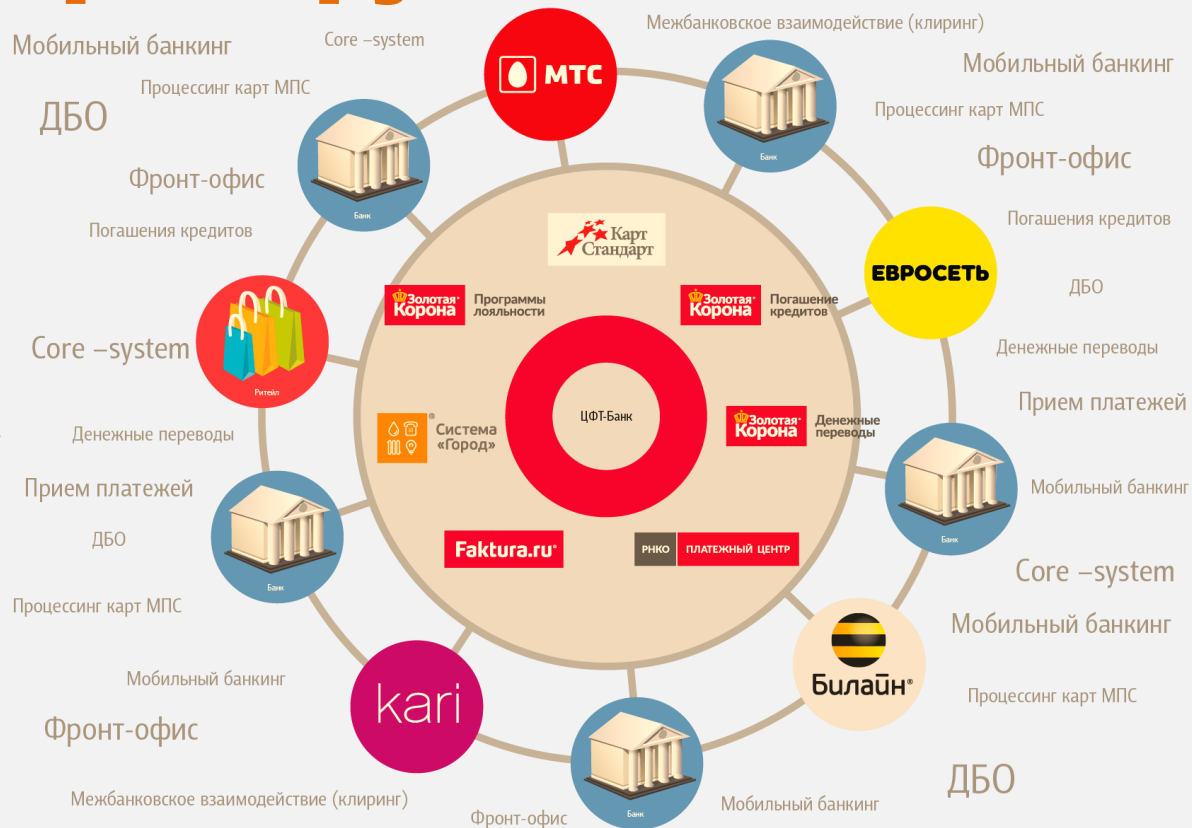 Мобильный банкинг
Core –system
МТС
Межбанковское взаимодействие (клиринг)
Мобильный банкинг
Процессинг карт МПС
ДБО
Банк
Банк
Процессинг карт МПС
Фронт-офис
Фронт-офис
Погашения кредитов
Карт
Стандарт
Погашения кредитов
ЕВРОСЕТЬ
ДБО
Золотая®
Корона
Программы
лояльности
Золотая®
Корона
Погашение
кредитов
Core –system
Ритейл
Денежные переводы
ЦФТ-Банк
Прием платежей
Денежные переводы
Система®
«Город»
Золотая®
Корона
Денежные
переводы
Прием платежей
Мобильный банкинг
ДБО
Банк
Банк
Faktura.ru®
РНКО
ПЛАТЕЖНЫЙ ЦЕНТР
Core –system
Процессинг карт МПС
Мобильный банкинг
Мобильный банкинг
kari
Билайн®
Процессинг карт МПС
Фронт-офис
ДБО
Межбанковское взаимодействие (клиринг)
Фронт-офис
Банк
Мобильный банкинг